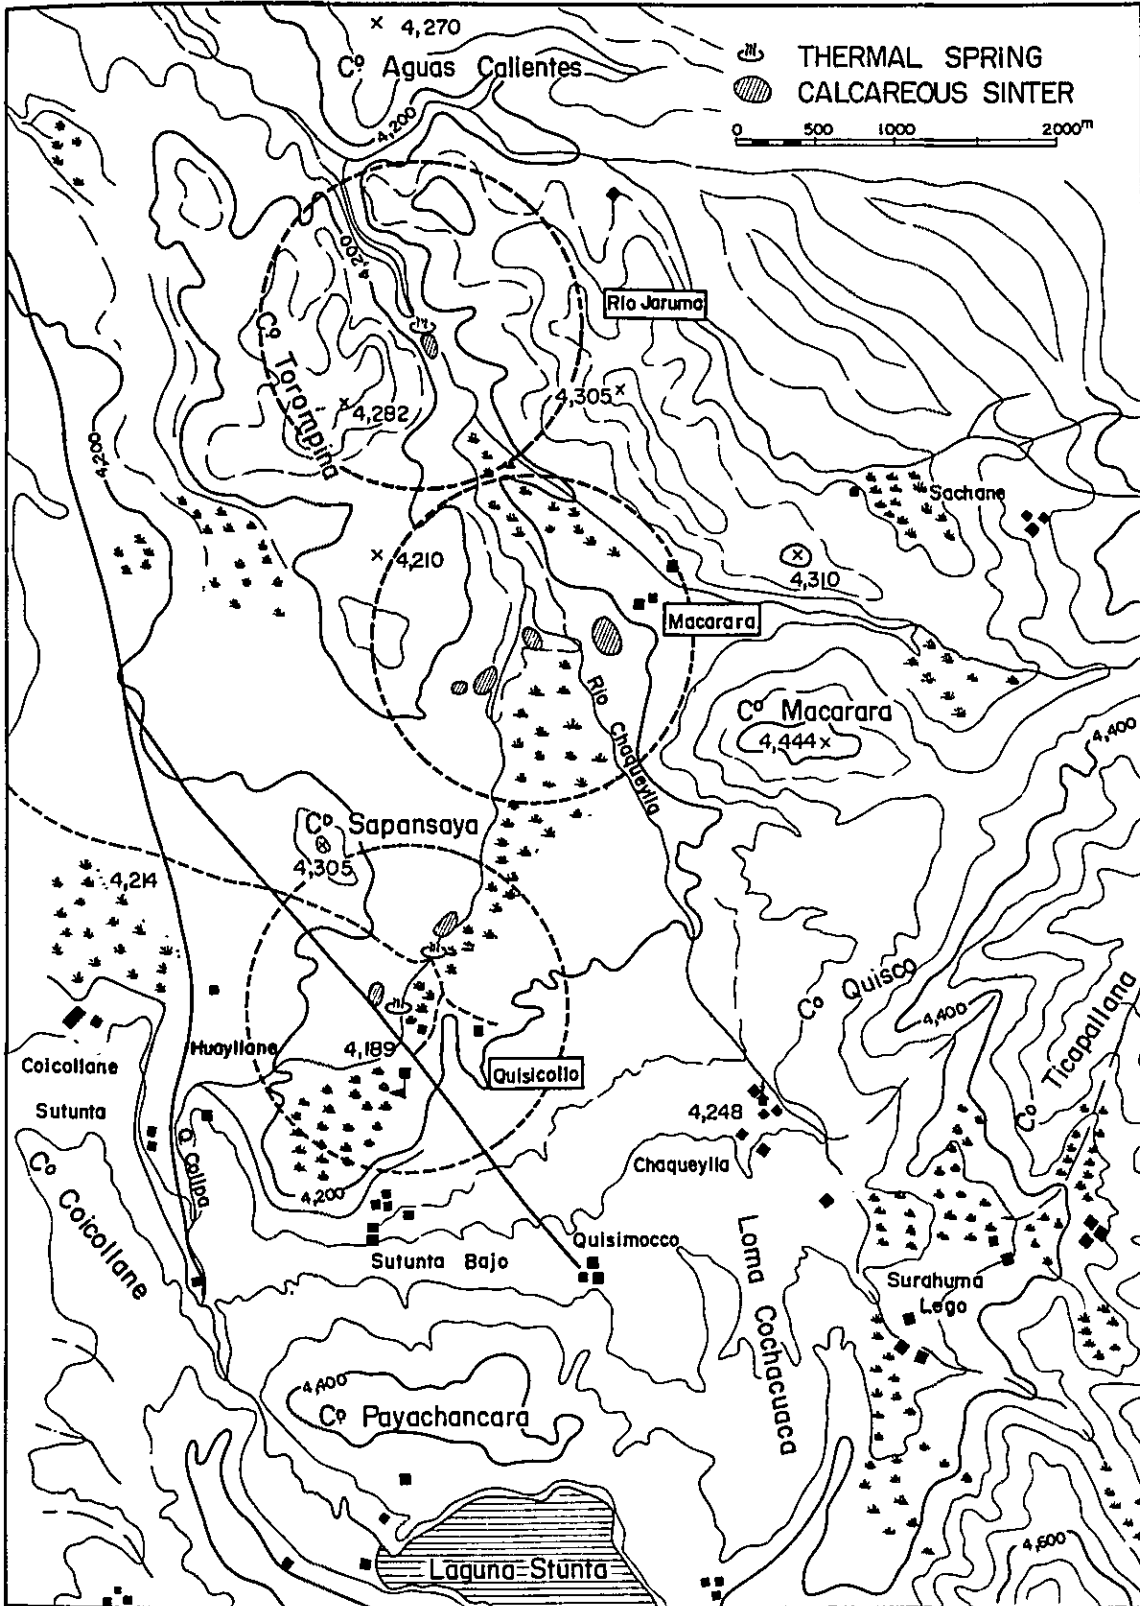 4,270
Cº Aguas Calientes
THERMAL SPRING
CALCAREOUS SINTER
0 500 1000 2000m
4,200
4,200
Río Jaruma
Cº Torompina
4,305
4,282
4,200
Sachane
4,210
4,310
Macarara
Río Chaqueylla
Cº Macarara
4,444
4,400
Cº Sapansaya
4,305
4,214
Cº Quisco
4,400
Cº Ticapallana
Huayllane
4,189
Quisicollo
Coicollane
Sutunta
4,248
Q. Collpa
Chaqueylla
Cº Coicollane
4,200
Sutunta Bajo
Quisimocco
Loma Cochacuaca
Surahuma
Lego
4,400
Cº Payachancara
4,600
Laguna Stunta